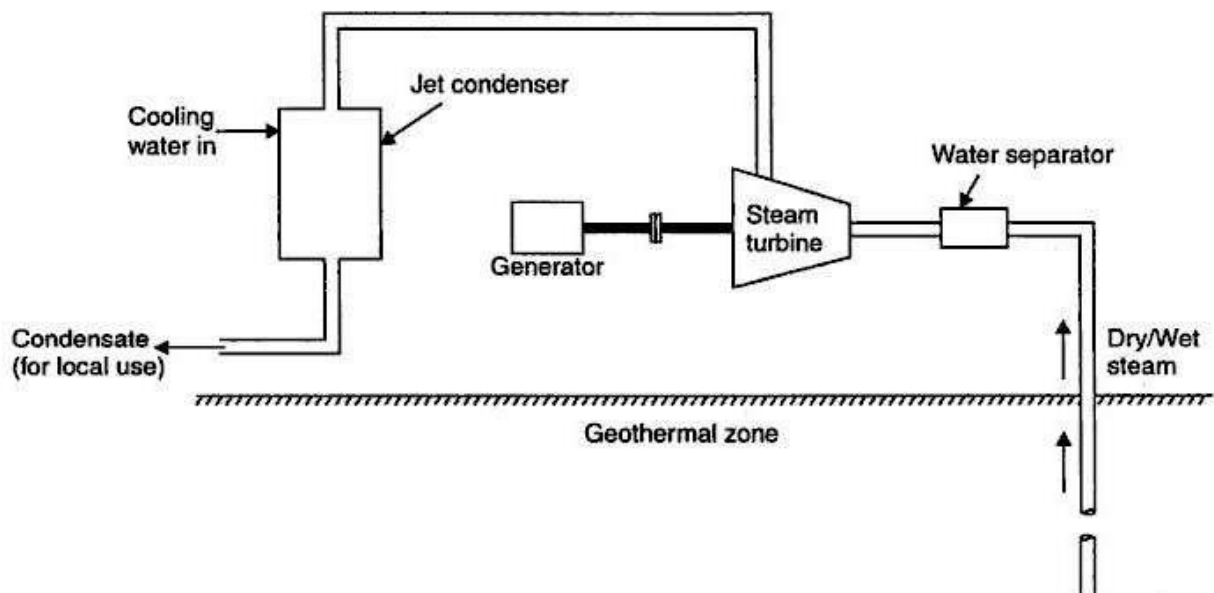 Jet condenser
Cooling
water in
Water separator
Steam
turbine
Generator
Condensate
(for local use)
Dry/Wet
steam
Geothermal zone